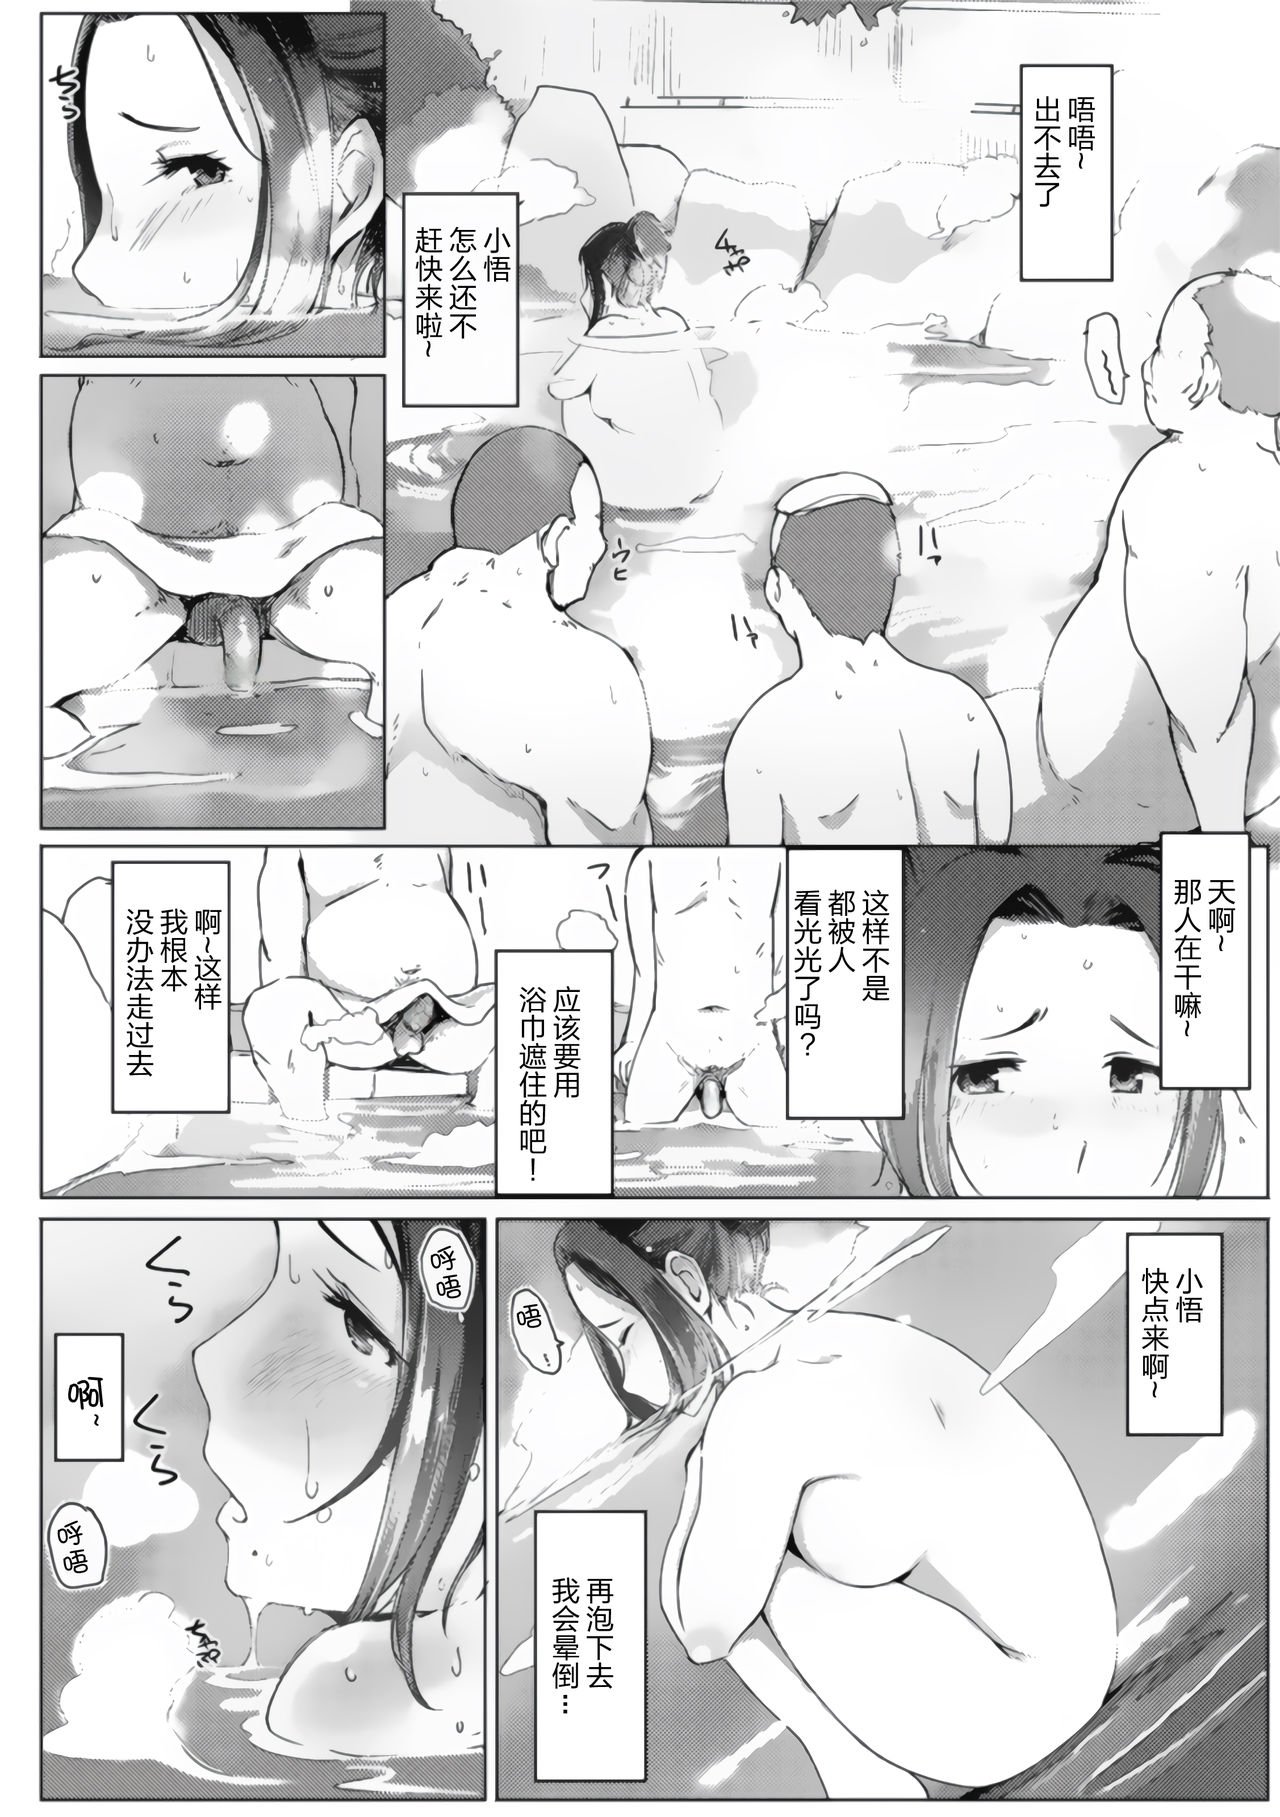 唔唔~
出不去了
小悟
怎么还不
赶快来啦~
ちら
ウヒ
天啊~
那人在干嘛~
这样不是
都被人
看光光了吗?
应该要用
浴巾遮住的吧!
啊~这样
我根本
没办法走过去
小悟
快点来啊~
唔…
再泡下去
我会晕倒…
呼唔
くら
くら
啊~
呼唔